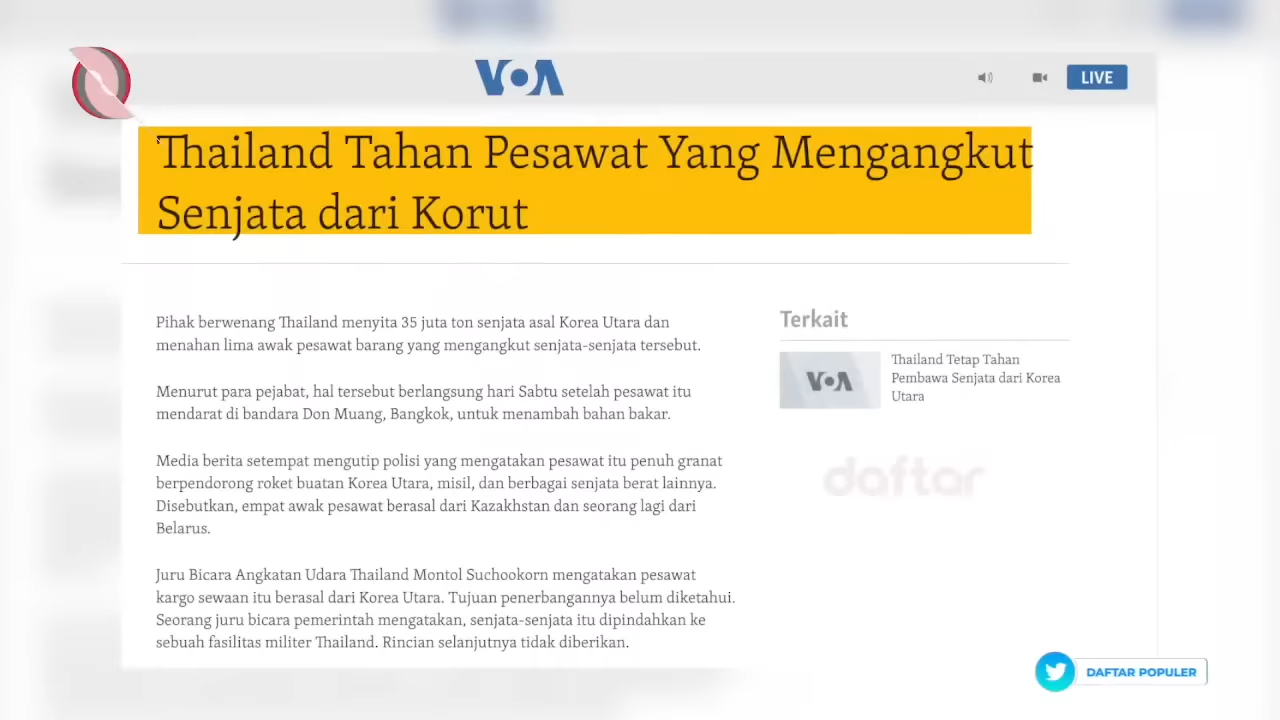 VOA
LIVE
Thailand Tahan Pesawat Yang Mengangkut
Senjata dari Korut
Pihak berwenang Thailand menyita 35 juta ton senjata asal Korea Utara dan
menahan lima awak pesawat barang yang mengangkut senjata-senjata tersebut.
Menurut para pejabat, hal tersebut berlangsung hari Sabtu setelah pesawat itu
mendarat di bandara Don Muang, Bangkok, untuk menambah bahan bakar.
Media berita setempat mengutip polisi yang mengatakan pesawat itu penuh granat
berpendorong roket buatan Korea Utara, misil, dan berbagai senjata berat lainnya.
Disebutkan, empat awak pesawat berasal dari Kazakhstan dan seorang lagi dari
Belarus.
Juru Bicara Angkatan Udara Thailand Montol Suchookorn mengatakan pesawat
kargo sewaan itu berasal dari Korea Utara. Tujuan penerbangannya belum diketahui.
Seorang juru bicara pemerintah mengatakan, senjata-senjata itu dipindahkan ke
sebuah fasilitas militer Thailand. Rincian selanjutnya tidak diberikan.
Terkait
VOA
Thailand Tetap Tahan
Pembawa Senjata dari Korea
Utara
daftar
DAFTAR POPULER